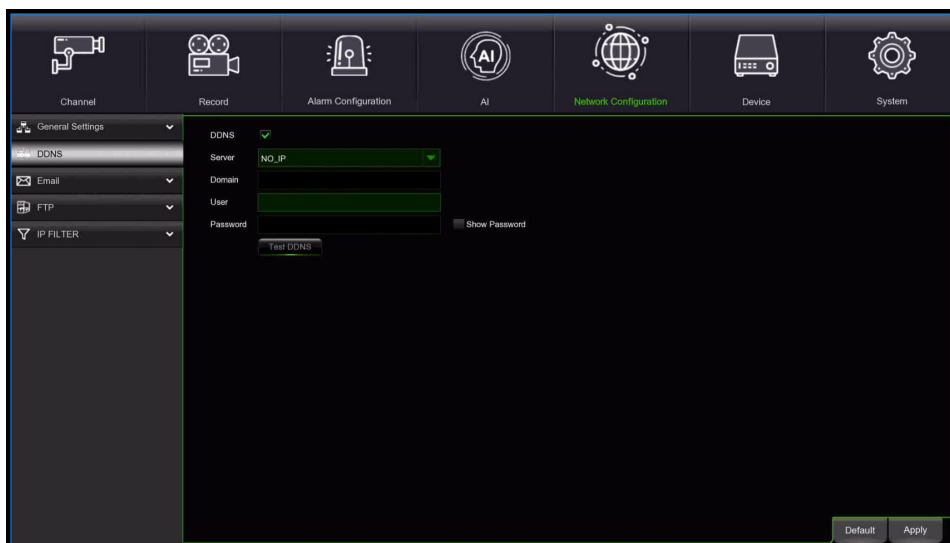 Channel Record Alarm Configuration AI Network Configuration Device System
General Settings
DDNS
Email
FTP
IP FILTER
DDNS
Server NO_IP
Domain
User
Password Show Password
Test DDNS
Default Apply